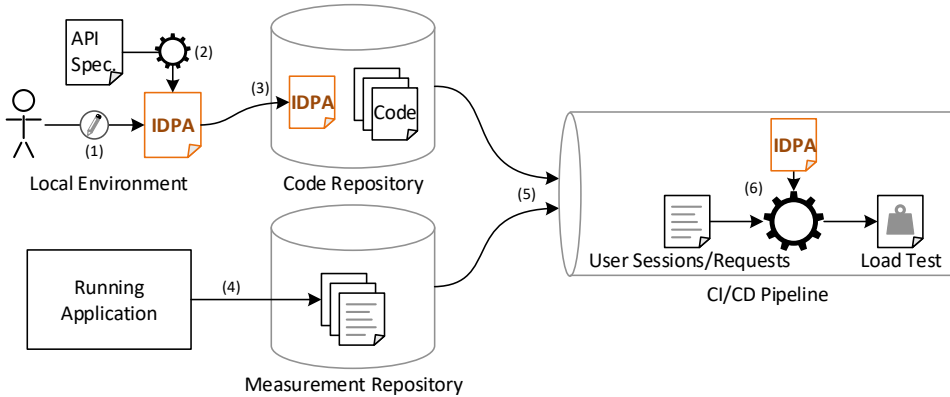 API
Spec.
(2)
(1)
IDPA
Local Environment
(3)
IDPA
Code
Code Repository
Running
Application
(4)
Measurement Repository
(5)
IDPA
(6)
User Sessions/Requests
Load Test
CI/CD Pipeline